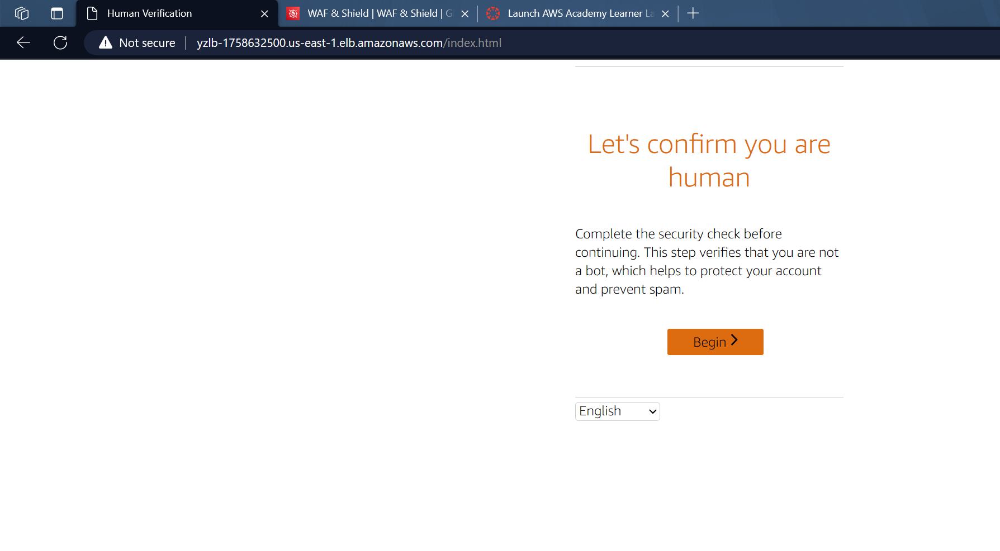 Human Verification
WAF & Shield | WAF & Shield | G
Launch AWS Academy Learner La
Not secure
yzlb-1758632500.us-east-1.elb.amazonaws.com/index.html
Let's confirm you are
human
Complete the security check before
continuing. This step verifies that you are not
a bot, which helps to protect your account
and prevent spam.
Begin
English